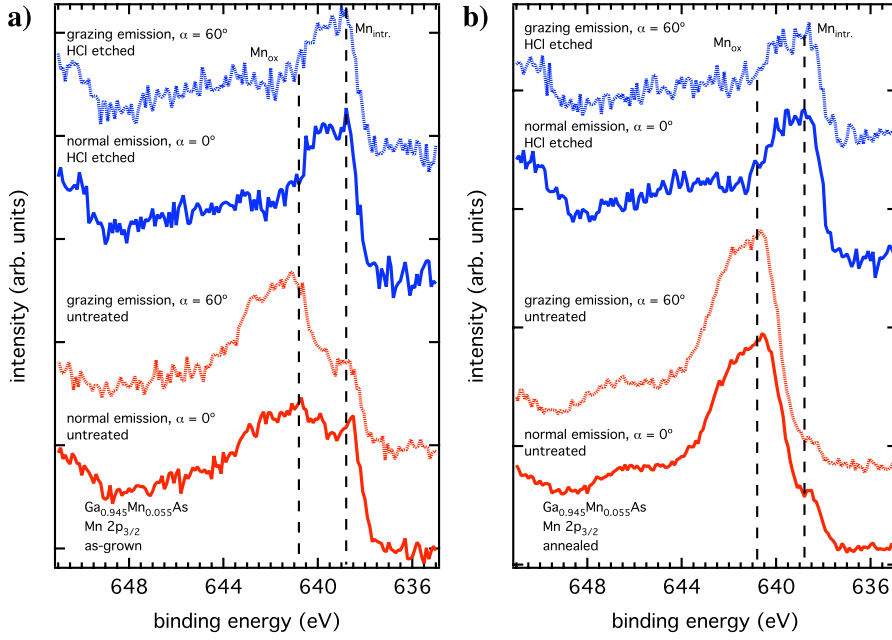 a)
grazing emission, α = 60°
HCl etched
Mn_ox
Mn_intr.
normal emission, α = 0°
HCl etched
grazing emission, α = 60°
untreated
normal emission, α = 0°
untreated
Ga_0.945Mn_0.055As
Mn 2p_3/2
as-grown
intensity (arb. units)
648 644 640 636
binding energy (eV)
b)
grazing emission, α = 60°
HCl etched
Mn_ox
Mn_intr.
normal emission, α = 0°
HCl etched
grazing emission, α = 60°
untreated
normal emission, α = 0°
untreated
Ga_0.945Mn_0.055As
Mn 2p_3/2
annealed
intensity (arb. units)
648 644 640 636
binding energy (eV)